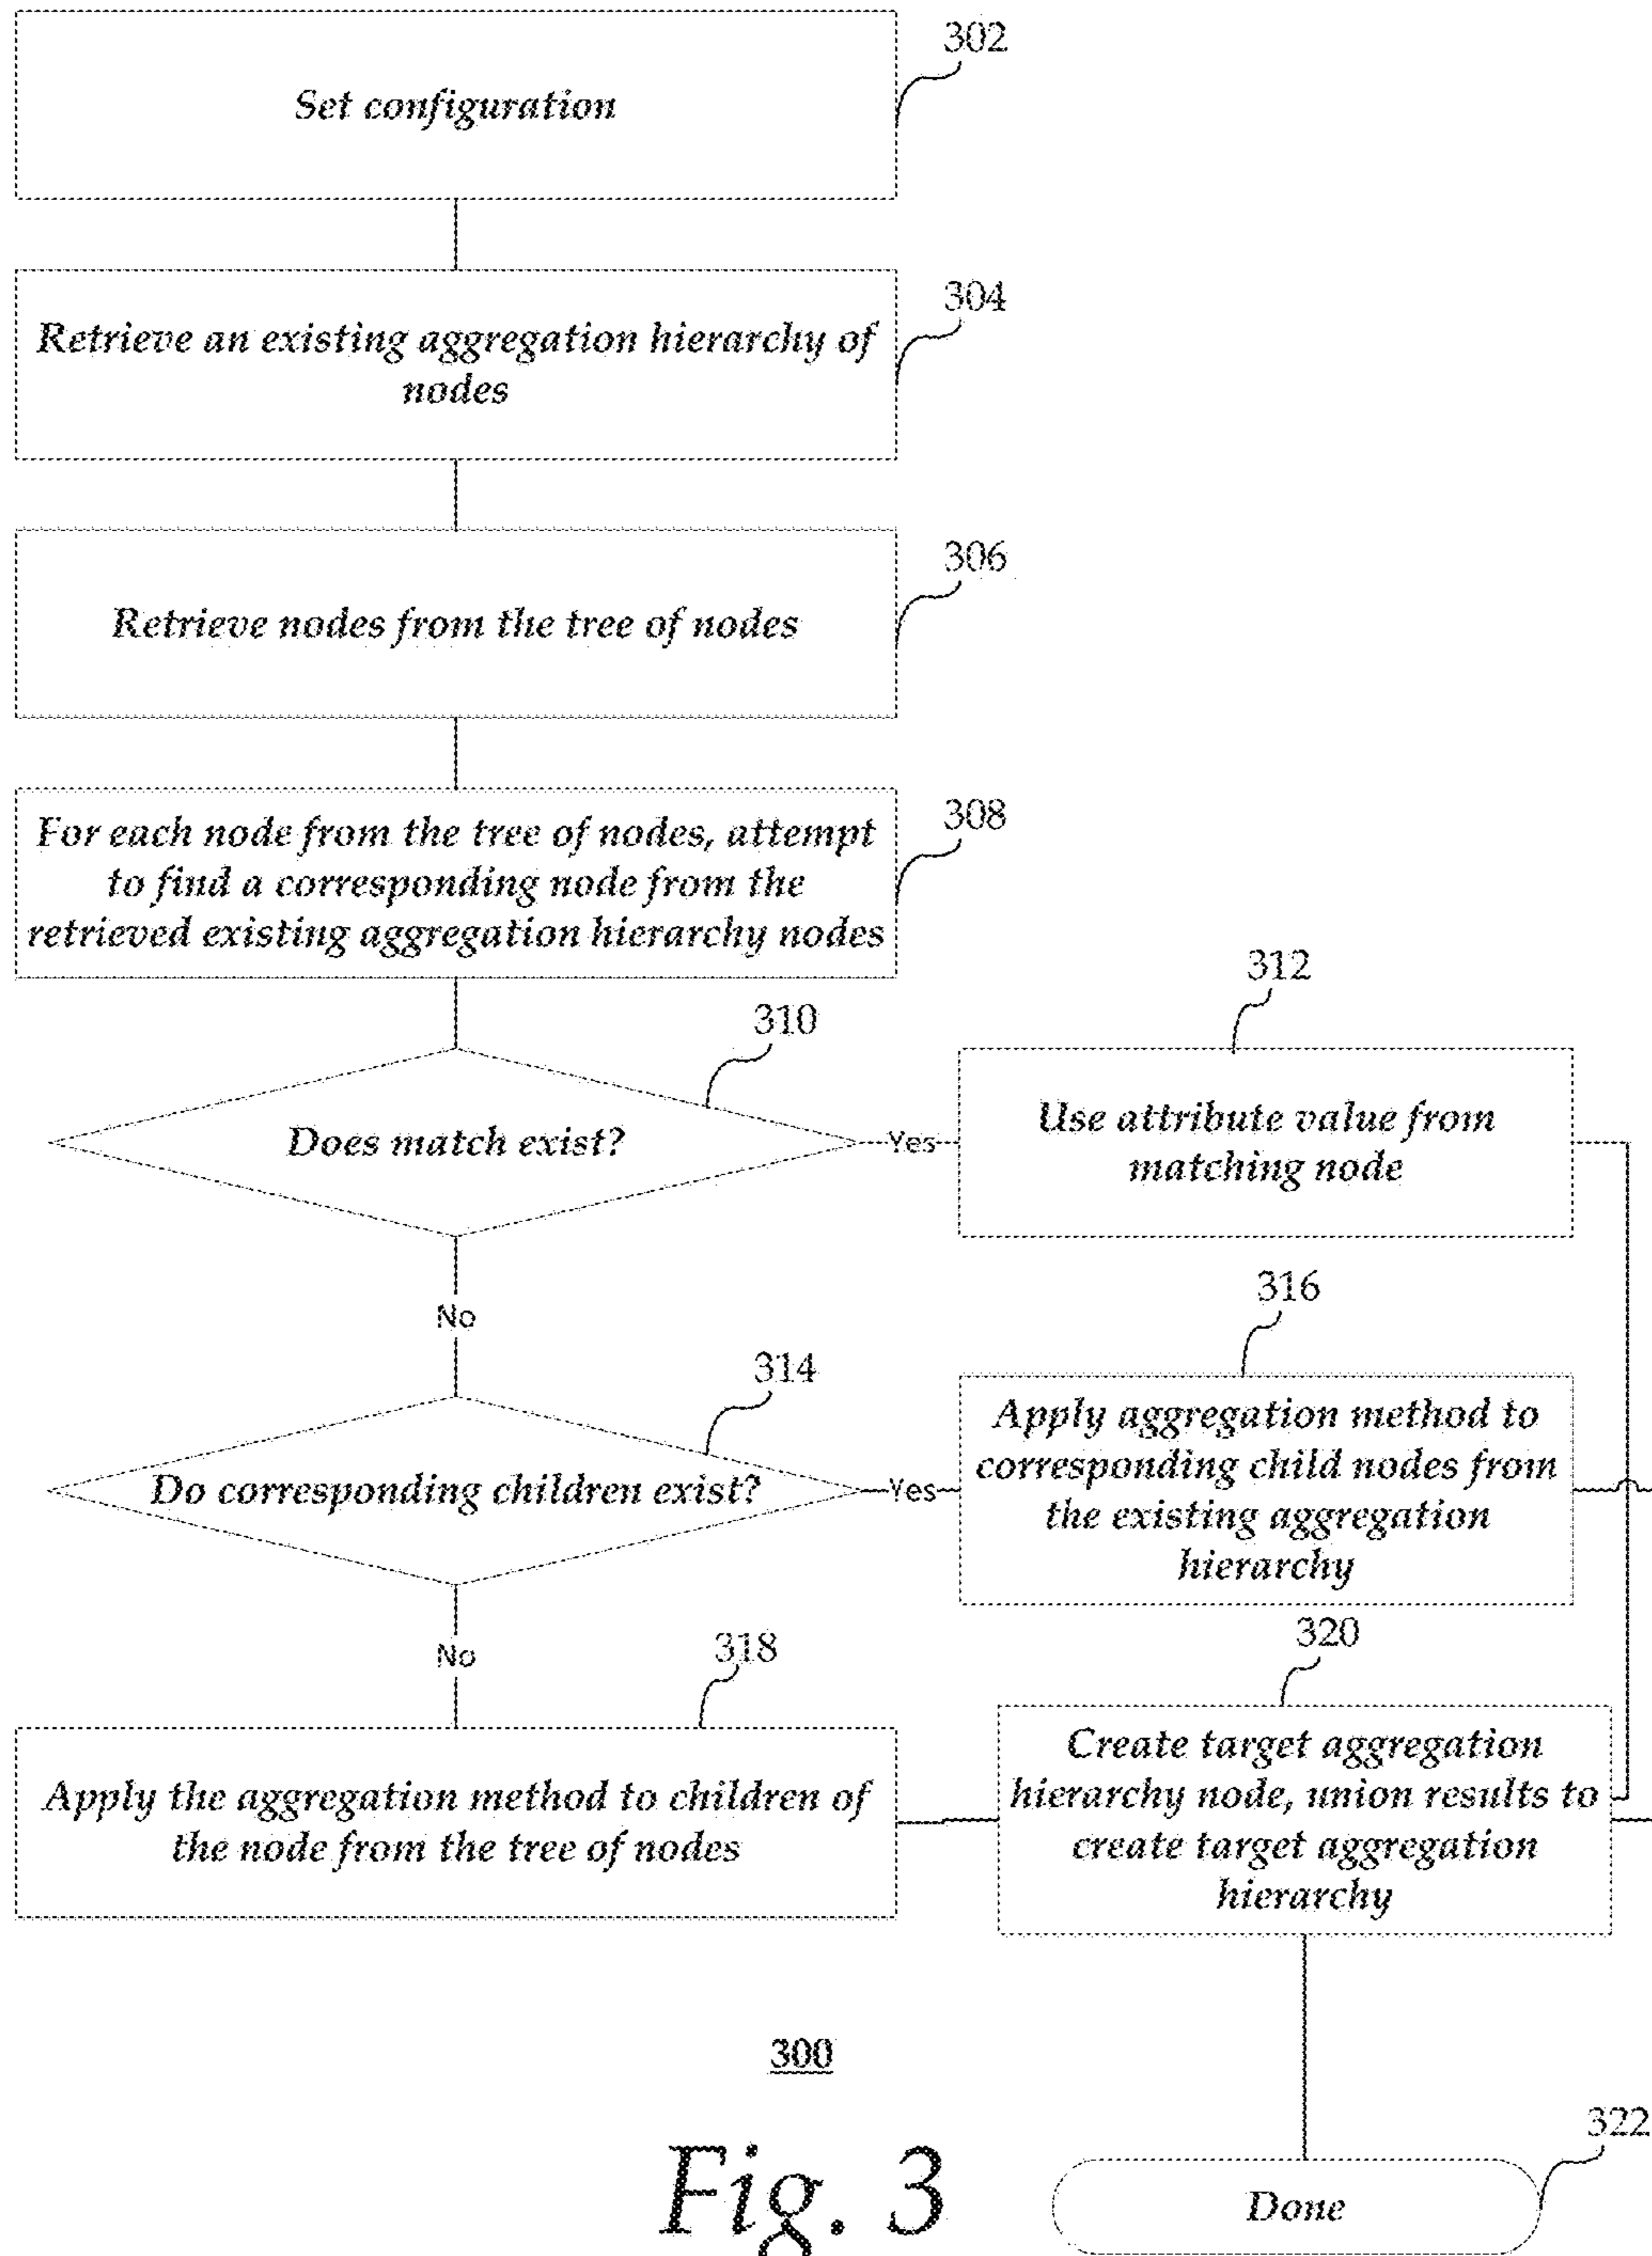 302
Set configuration
304
Retrieve an existing aggregation hierarchy of
nodes
306
Retrieve nodes from the tree of nodes
308
For each node from the tree of nodes, attempt
to find a corresponding node from the
retrieved existing aggregation hierarchy nodes
310
Does match exist?
Yes
312
Use attribute value from
matching node
No
314
Do corresponding children exist?
Yes
316
Apply aggregation method to
corresponding child nodes from
the existing aggregation
hierarchy
No
318
Apply the aggregation method to children of
the node from the tree of nodes
320
Create target aggregation
hierarchy node, union results to
create target aggregation
hierarchy
300
Fig. 3
322
Done